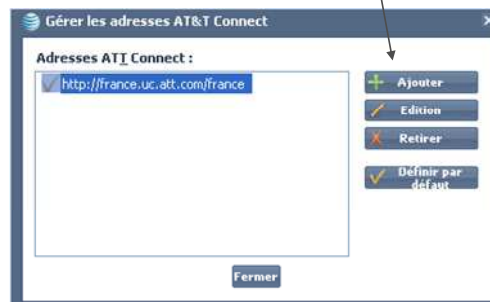 Gérer les adresses AT&T Connect
Adresses ATT Connect :
http://france.uc.att.com/france
Ajouter
Edition
Retirer
Définir par
défaut
Fermer